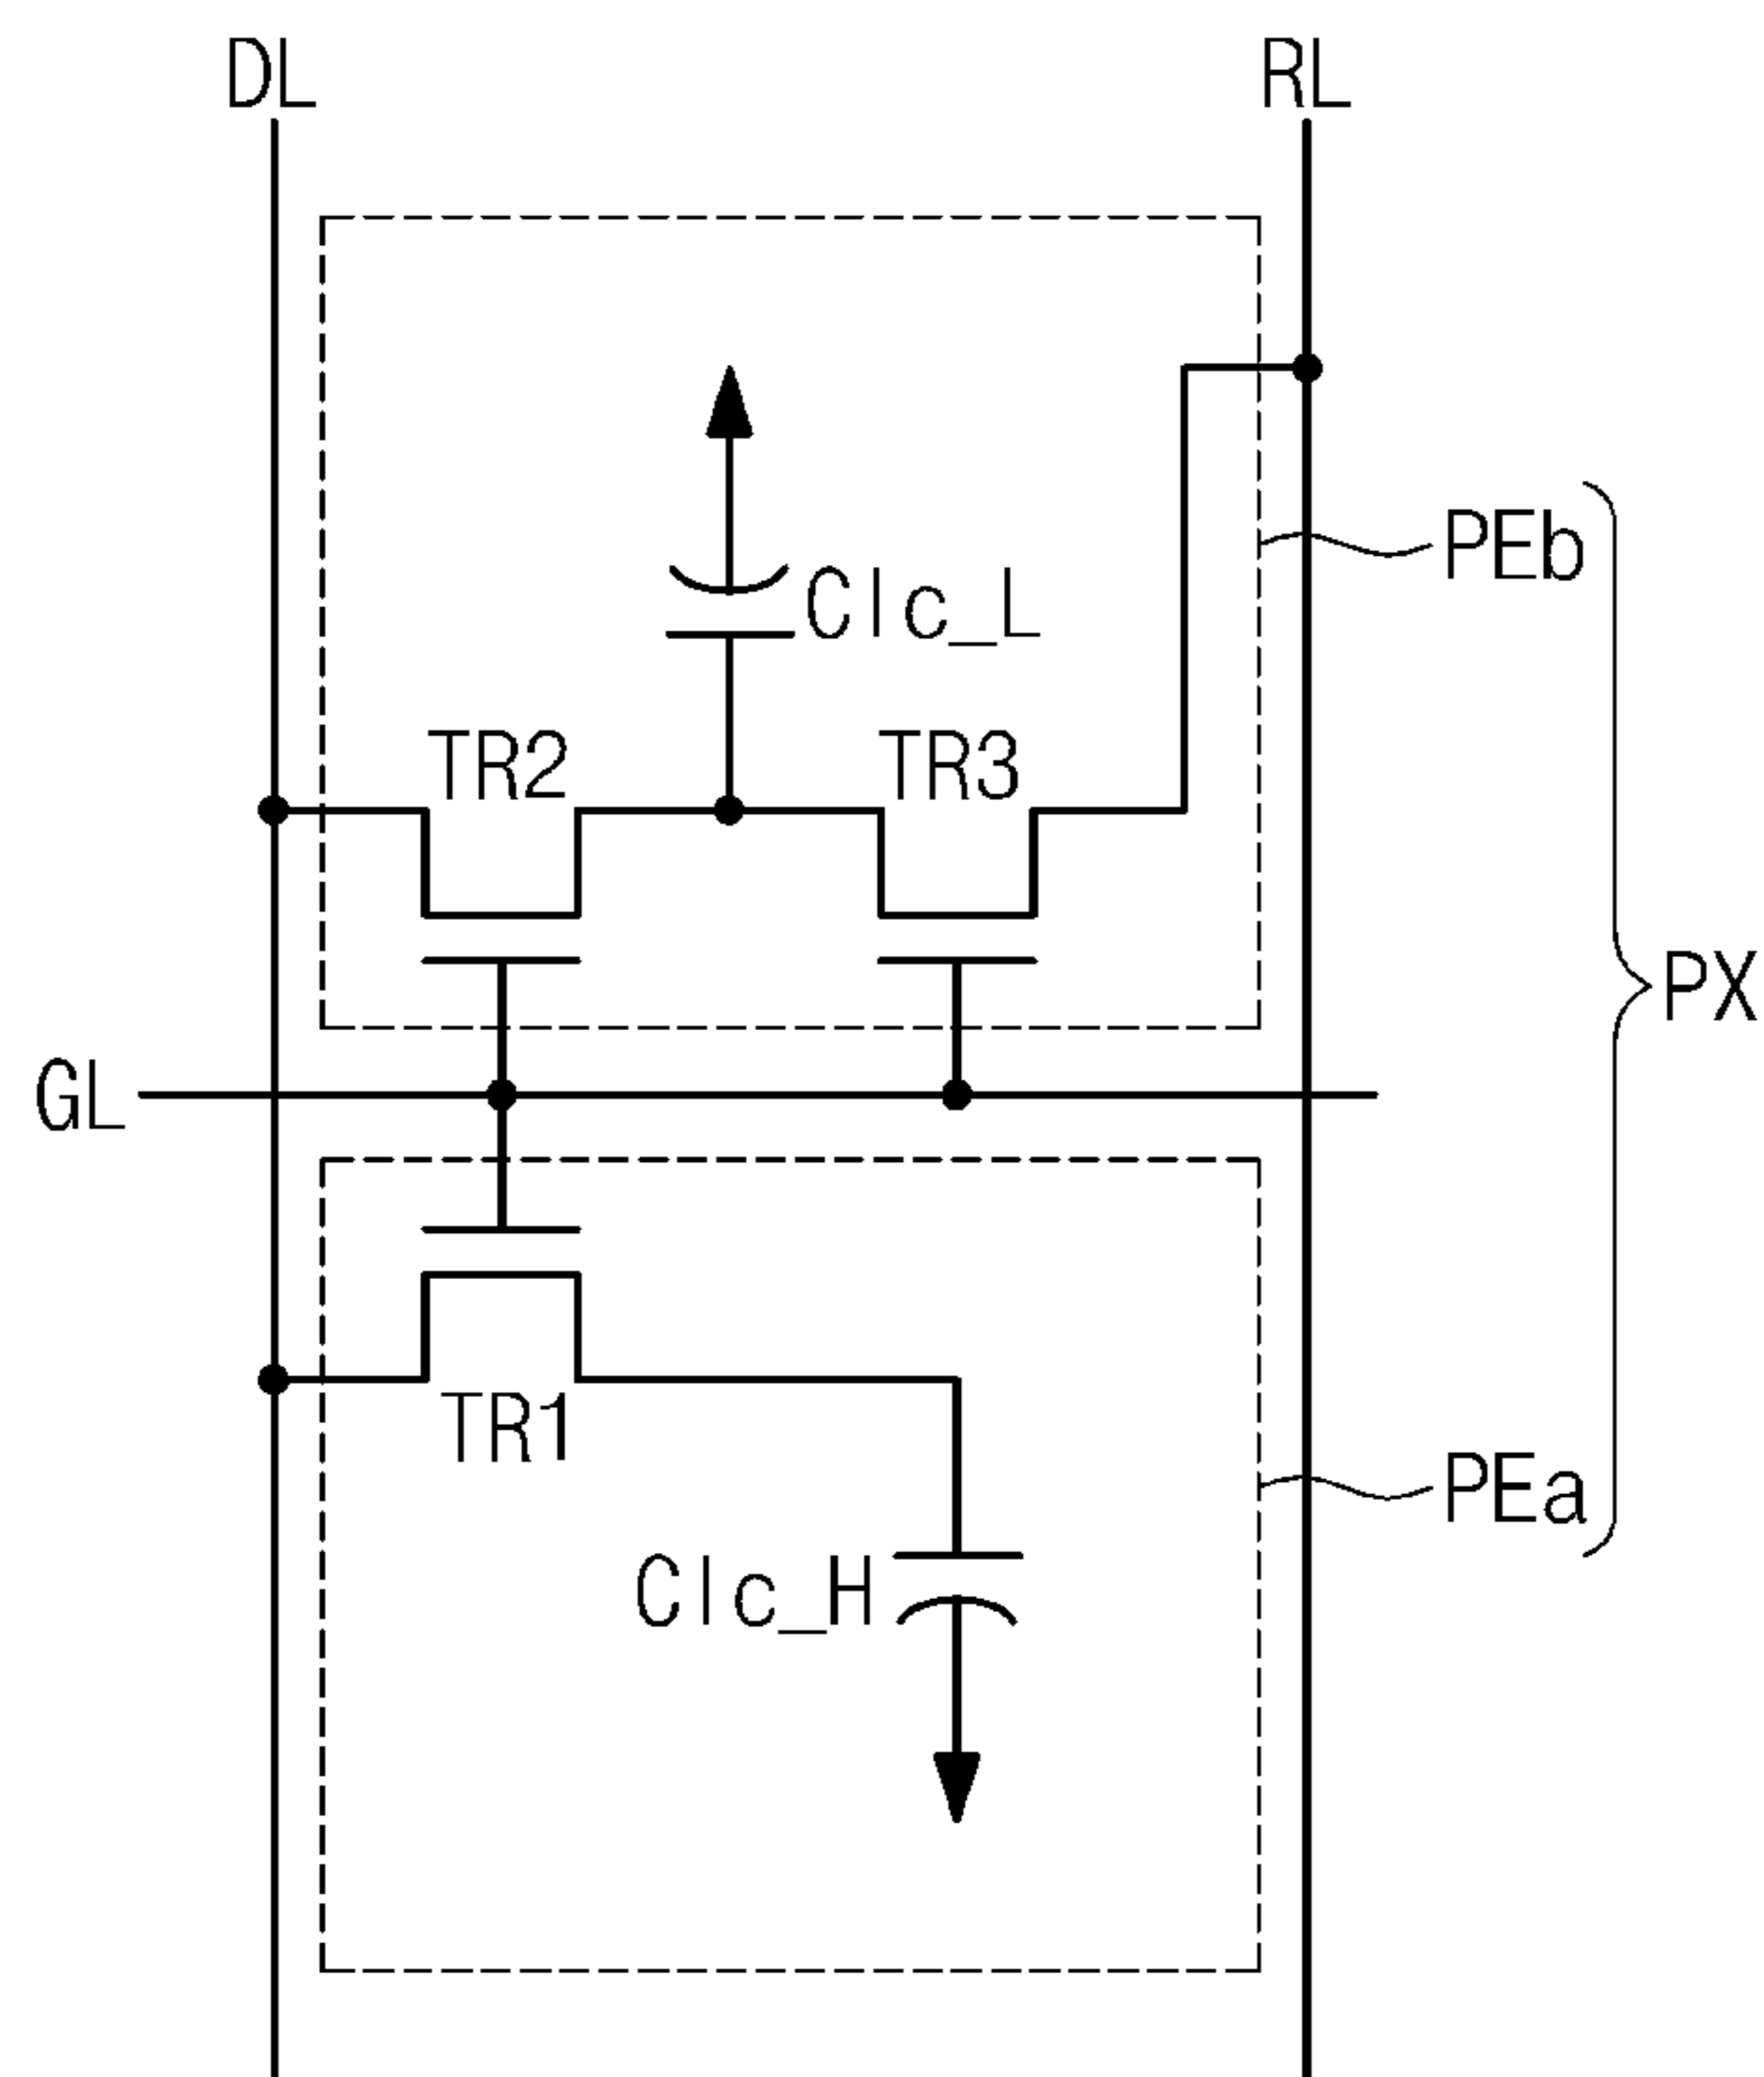 DL
RL
PEb
Clc_L
TR2
TR3
PX
GL
TR1
PEa
Clc_H